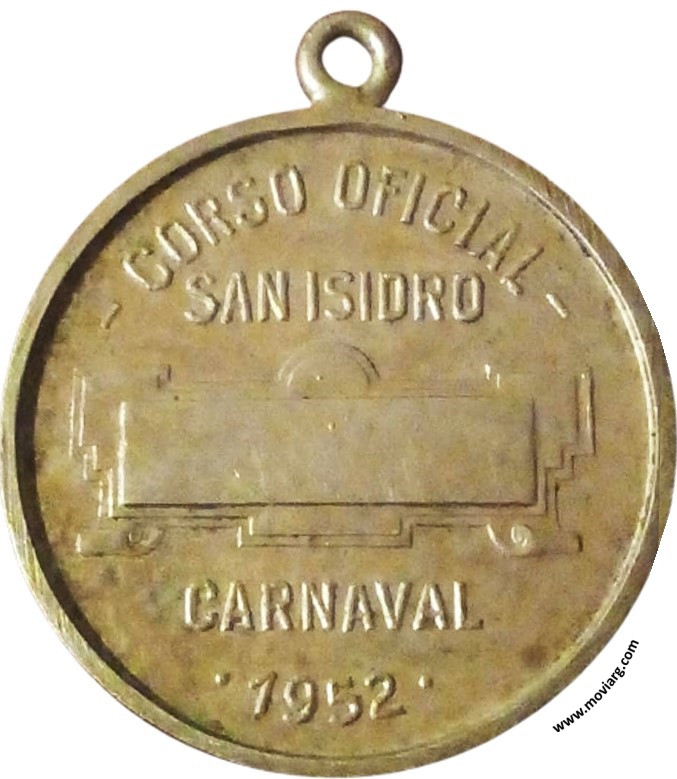 - CORSO OFICIAL -
SAN ISIDRO
CARNAVAL
· 1952 ·
www.moviarg.com